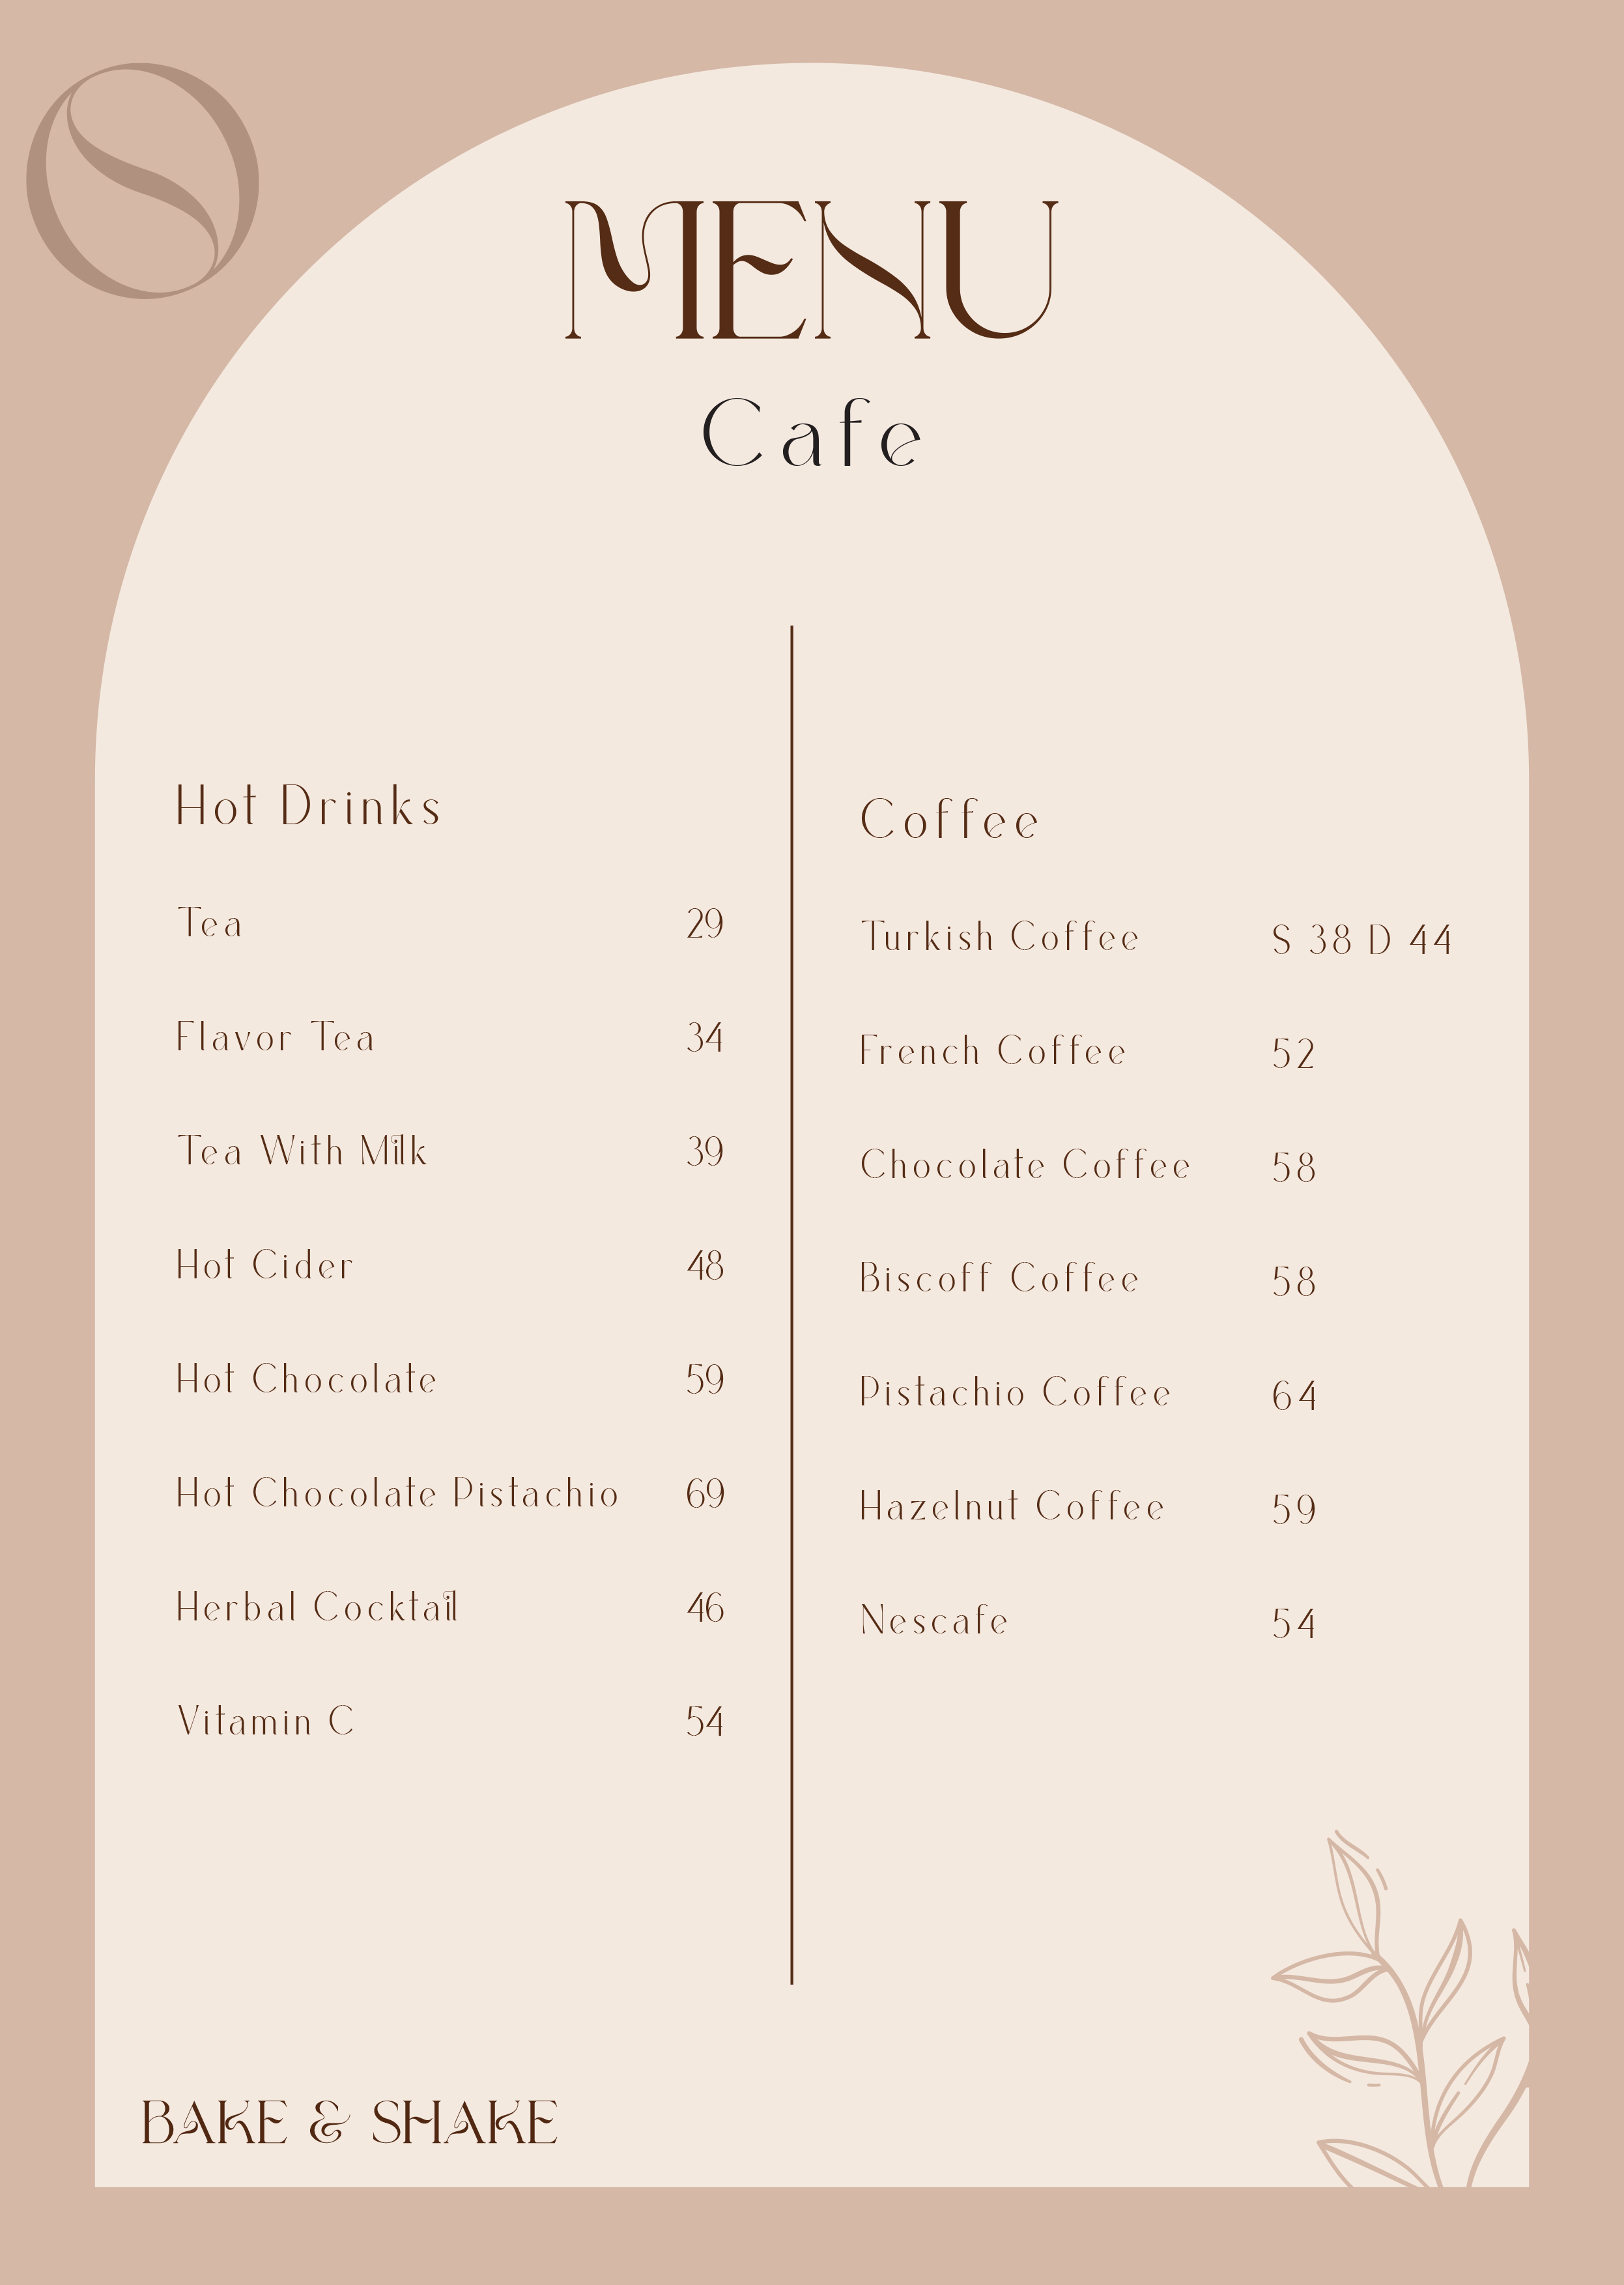 MENU
Cafe
Hot Drinks
Tea 29
Flavor Tea 34
Tea With Milk 39
Hot Cider 48
Hot Chocolate 59
Hot Chocolate Pistachio 69
Herbal Cocktail 46
Vitamin C 54
Coffee
Turkish Coffee S 38 D 44
French Coffee 52
Chocolate Coffee 58
Biscoff Coffee 58
Pistachio Coffee 64
Hazelnut Coffee 59
Nescafe 54
BAKE & SHAKE